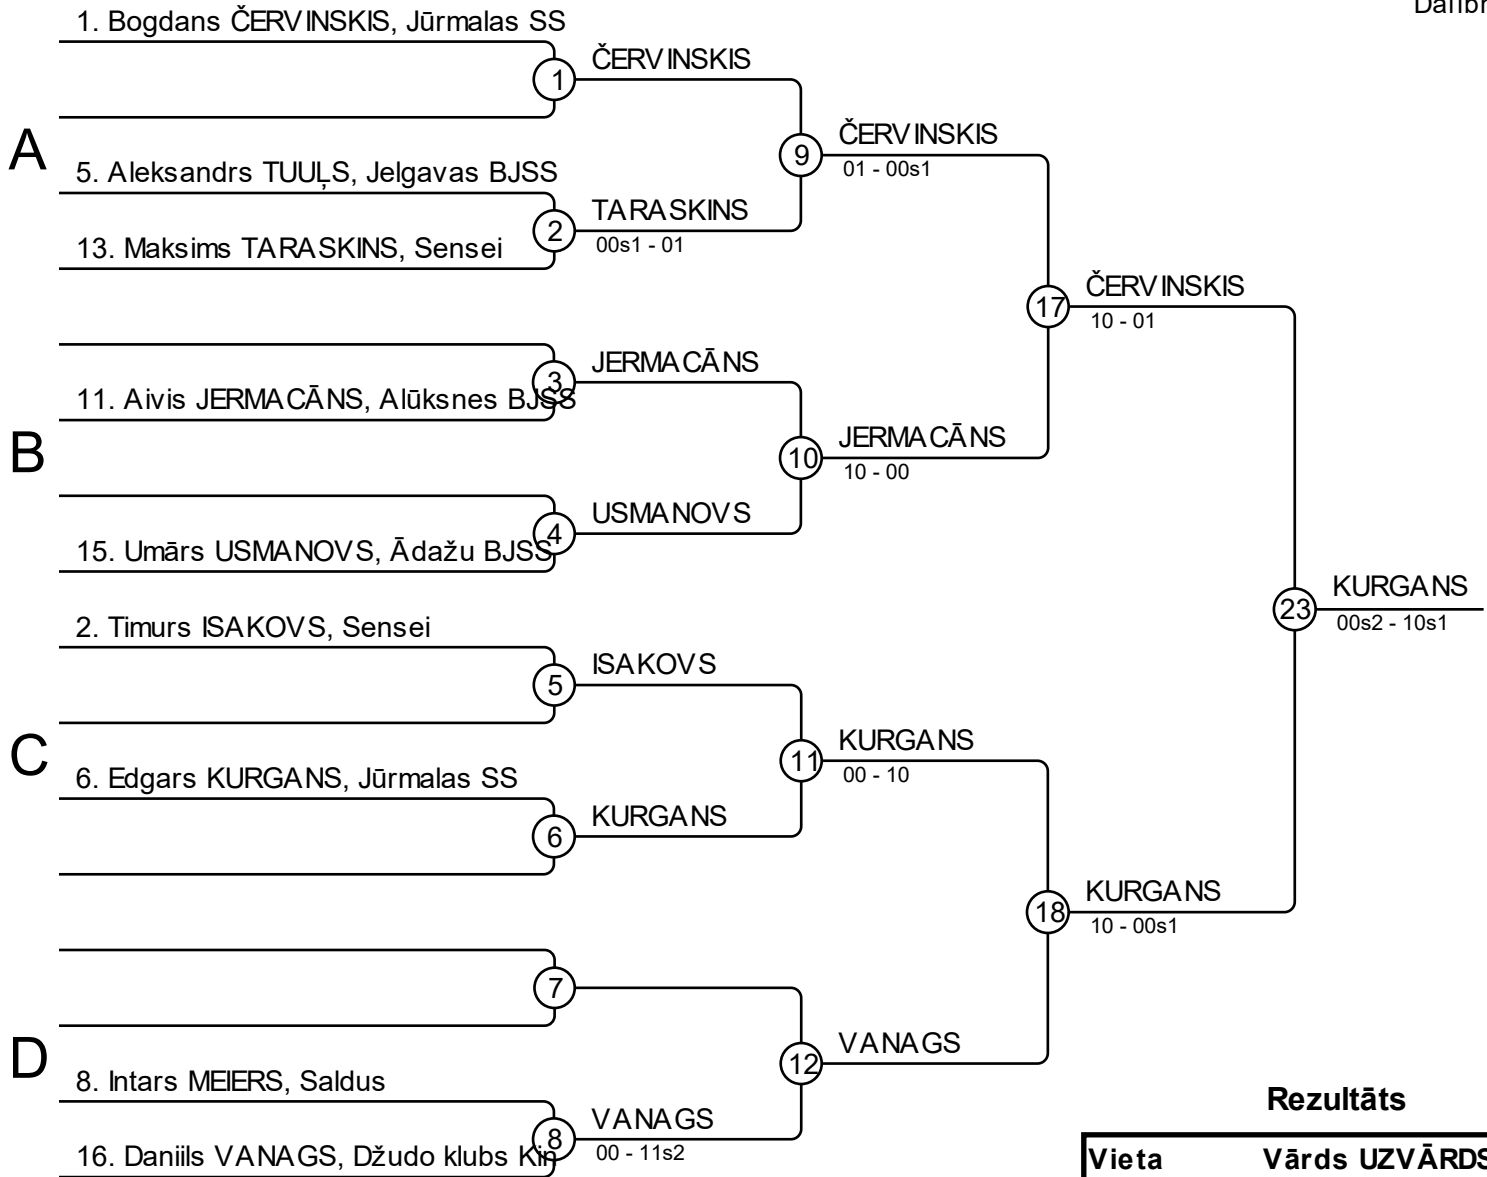 Dalībr
1. Bogdans ČERVINSKIS, Jūrmalas SS
1
ČERVINSKIS
A
9
ČERVINSKIS
01 - 00s1
5. Aleksandrs TUUĻS, Jelgavas BJSS
2
TARASKINS
00s1 - 01
13. Maksims TARASKINS, Sensei
17
ČERVINSKIS
10 - 01
3
JERMACĀNS
11. Aivis JERMACĀNS, Alūksnes BJSS
B
10
JERMACĀNS
10 - 00
4
USMANOVS
15. Umārs USMANOVS, Ādažu BJSS
23
KURGANS
00s2 - 10s1
2. Timurs ISAKOVS, Sensei
5
ISAKOVS
C
11
KURGANS
00 - 10
6. Edgars KURGANS, Jūrmalas SS
6
KURGANS
18
KURGANS
10 - 00s1
7
D
12
VANAGS
8. Intars MEIERS, Saldus
8
VANAGS
00 - 11s2
16. Daniils VANAGS, Džudo klubs Kin
Rezultāts
Vieta Vārds UZVĀRDS